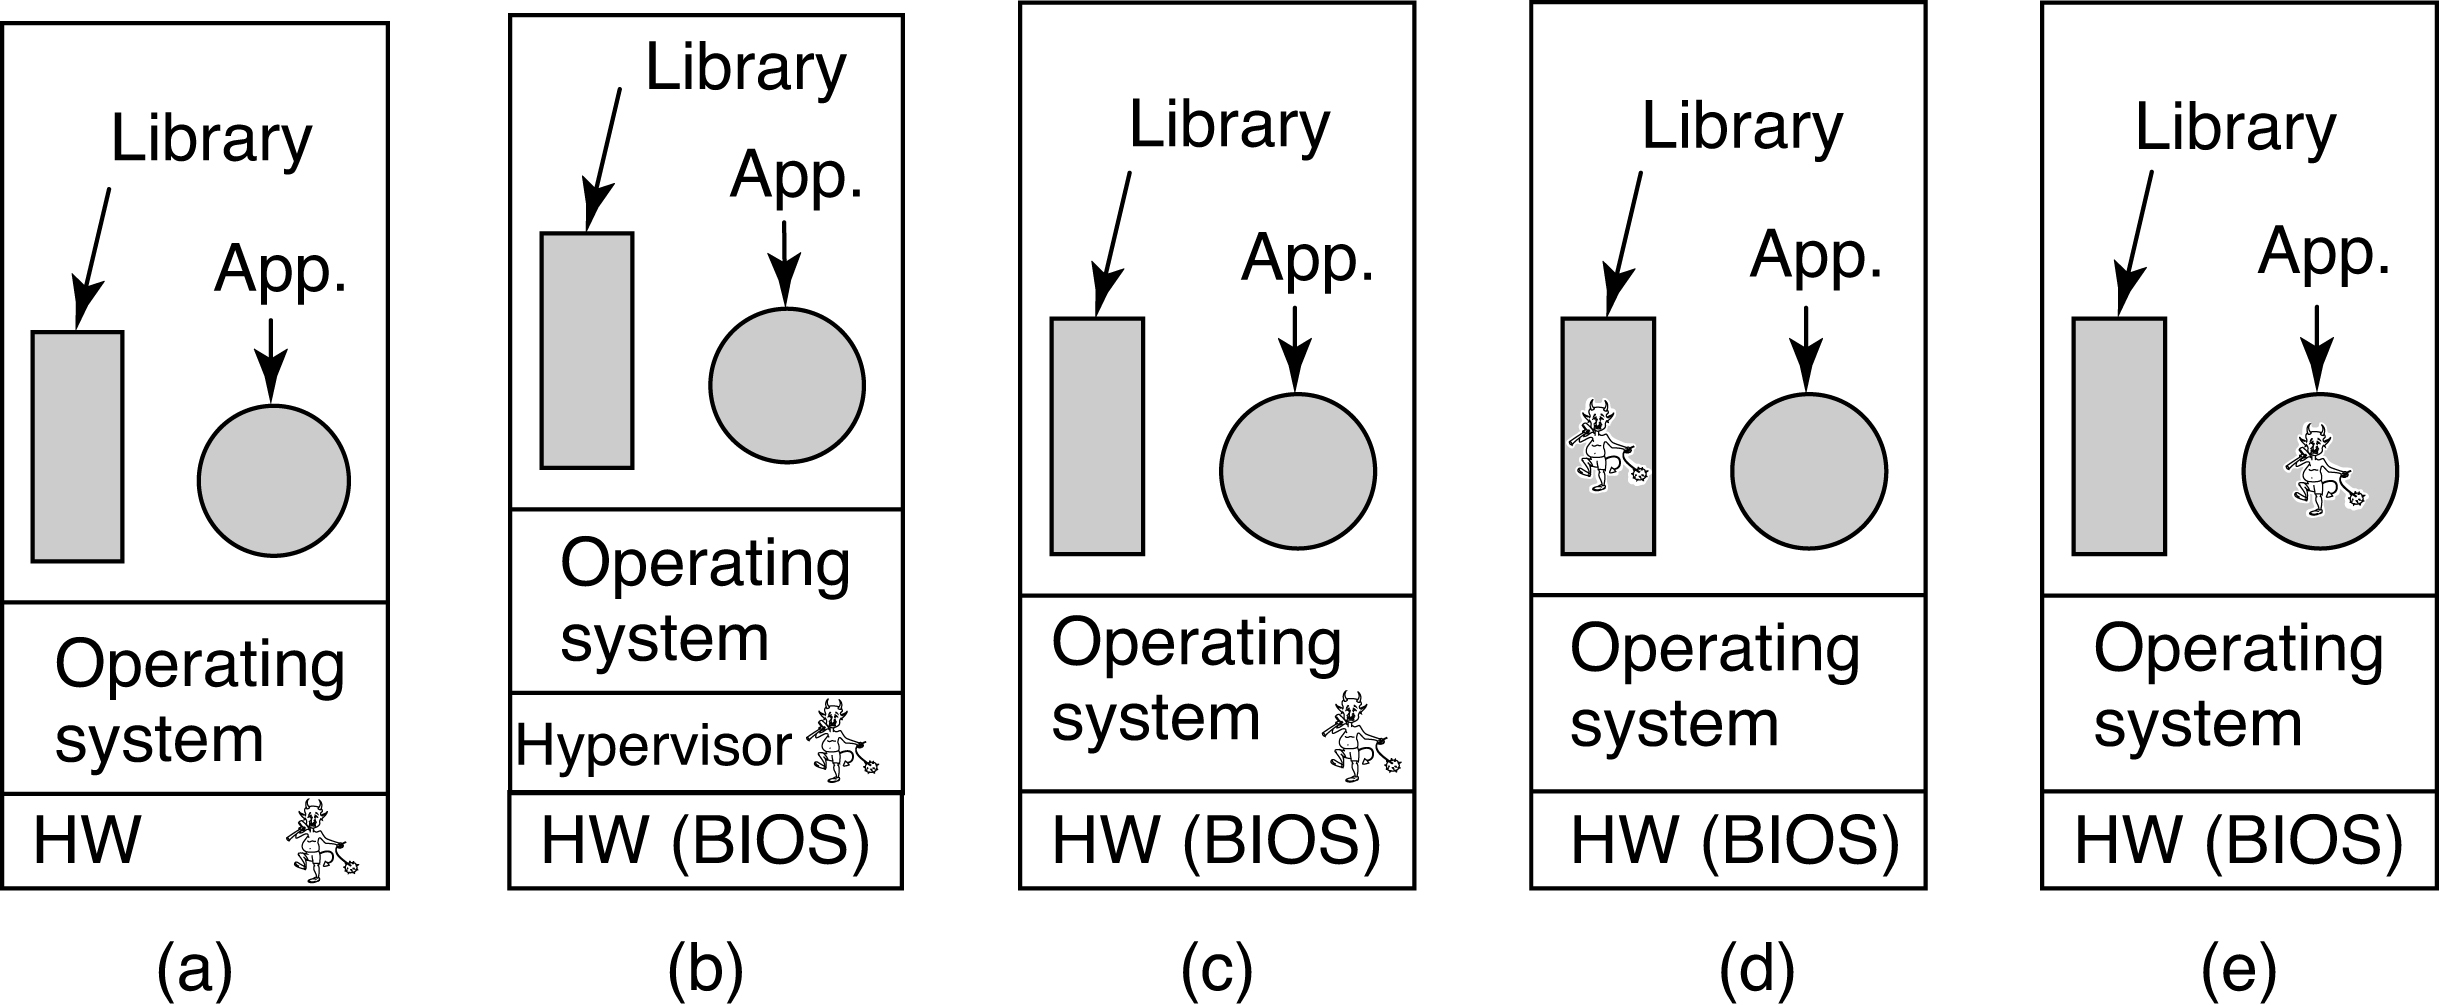 Library
App.
Operating
system
HW
(a)
Library
App.
Operating
system
Hypervisor
HW (BIOS)
(b)
Library
App.
Operating
system
HW (BIOS)
(c)
Library
App.
Operating
system
HW (BIOS)
(d)
Library
App.
Operating
system
HW (BIOS)
(e)